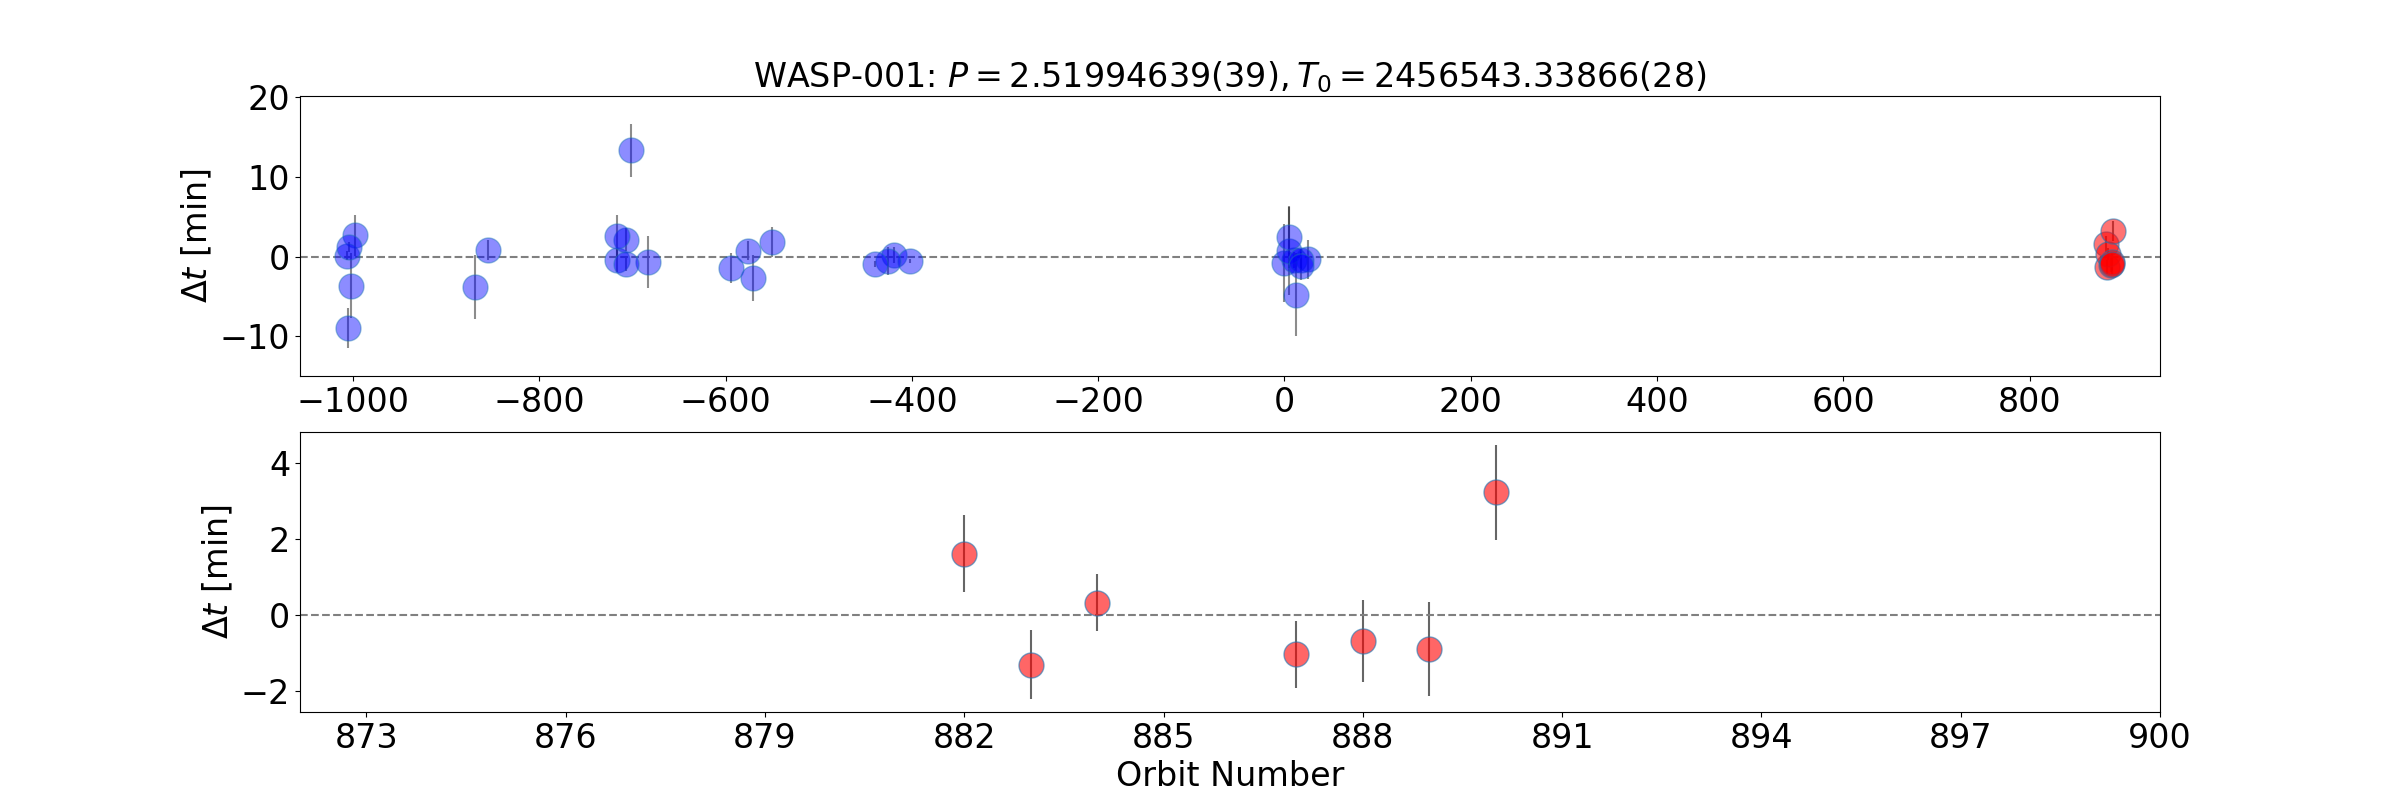 WASP-001: P = 2.51994639(39), T₀ = 2456543.33866(28)
Δt [min]
20
10
0
−10
−1000 −800 −600 −400 −200 0 200 400 600 800
Δt [min]
4
2
0
−2
873 876 879 882 885 888 891 894 897 900
Orbit Number